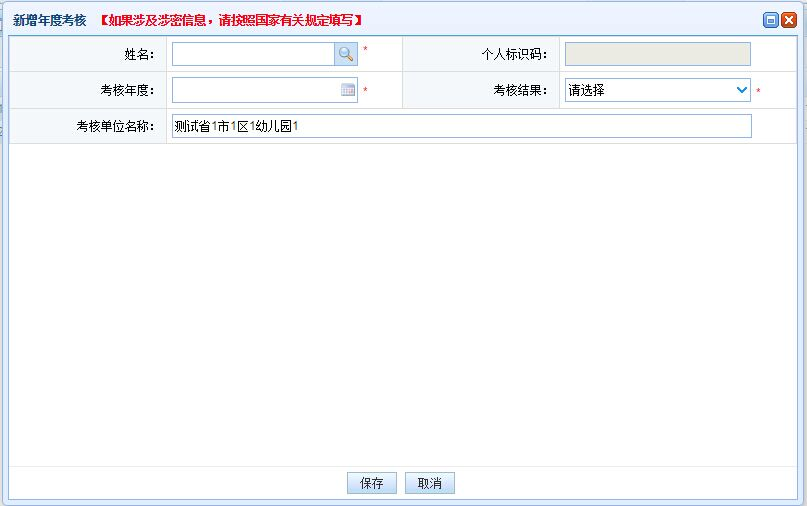 新增年度考核 【如果涉及涉密信息，请按照国家有关规定填写】
姓名： * 个人标识码：
考核年度： * 考核结果： 请选择 *
考核单位名称： 测试省1市1区1幼儿园1
保存 取消